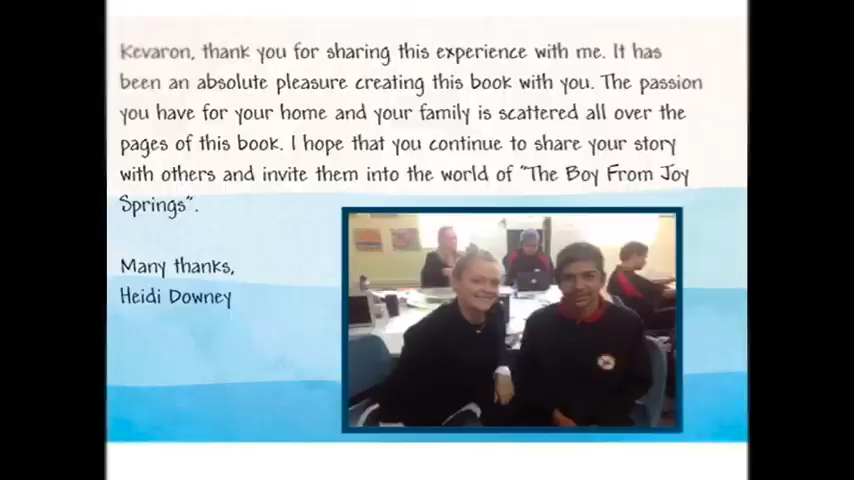 Kevaron, thank you for sharing this experience with me. It has
been an absolute pleasure creating this book with you. The passion
you have for your home and your family is scattered all over the
pages of this book. I hope that you continue to share your story
with others and invite them into the world of "The Boy From Joy
Springs".
Many thanks,
Heidi Downey